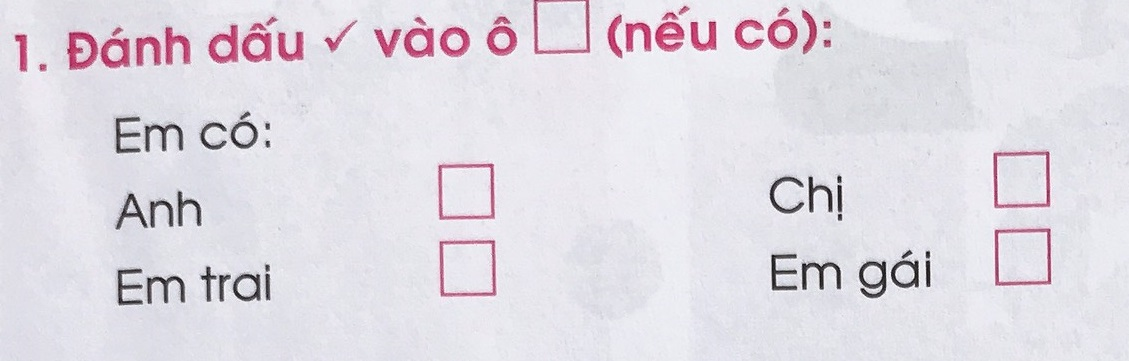 1. Đánh dấu ✓ vào ô □ (nếu có):
Em có:
Anh □ Chị □
Em trai □ Em gái □